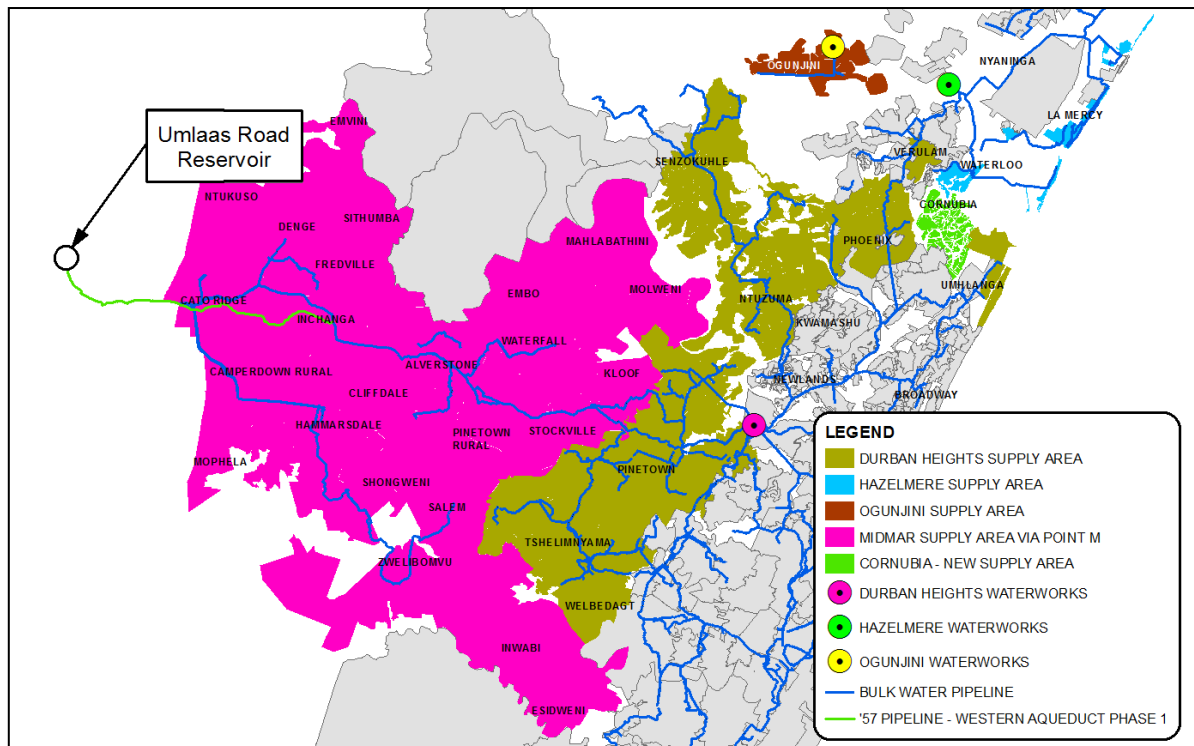 EMVINI
Umlaas Road
Reservoir
NTUKUSO
DENGE
SITHUMBA
FREDVILLE
MAHLABATHINI
EMBO
MOLWENI
CATO RIDGE
INCHANGA
WATERFALL
ALVERSTONE
KLOOF
CAMPERDOWN RURAL
CLIFFDALE
HAMMARSDALE
PINETOWN
RURAL
STOCKVILLE
MOPHELA
SHONGWENI
SALEM
ZWELIBOMVU
INWABI
ESIDWENI
OGUNJINI
NYANINGA
LA MERCY
SENZOKUHLE
VERULAM
WATERLOO
CORNUBIA
PHOENIX
UMHLANGA
NTUZUMA
KWAMASHU
NEWLANDS
BROADWAY
PINETOWN
TSHELIMNYAMA
WELBEDAGT
LEGEND
DURBAN HEIGHTS SUPPLY AREA
HAZELMERE SUPPLY AREA
OGUNJINI SUPPLY AREA
MIDMAR SUPPLY AREA VIA POINT M
CORNUBIA - NEW SUPPLY AREA
DURBAN HEIGHTS WATERWORKS
HAZELMERE WATERWORKS
OGUNJINI WATERWORKS
BULK WATER PIPELINE
'57 PIPELINE - WESTERN AQUEDUCT PHASE 1